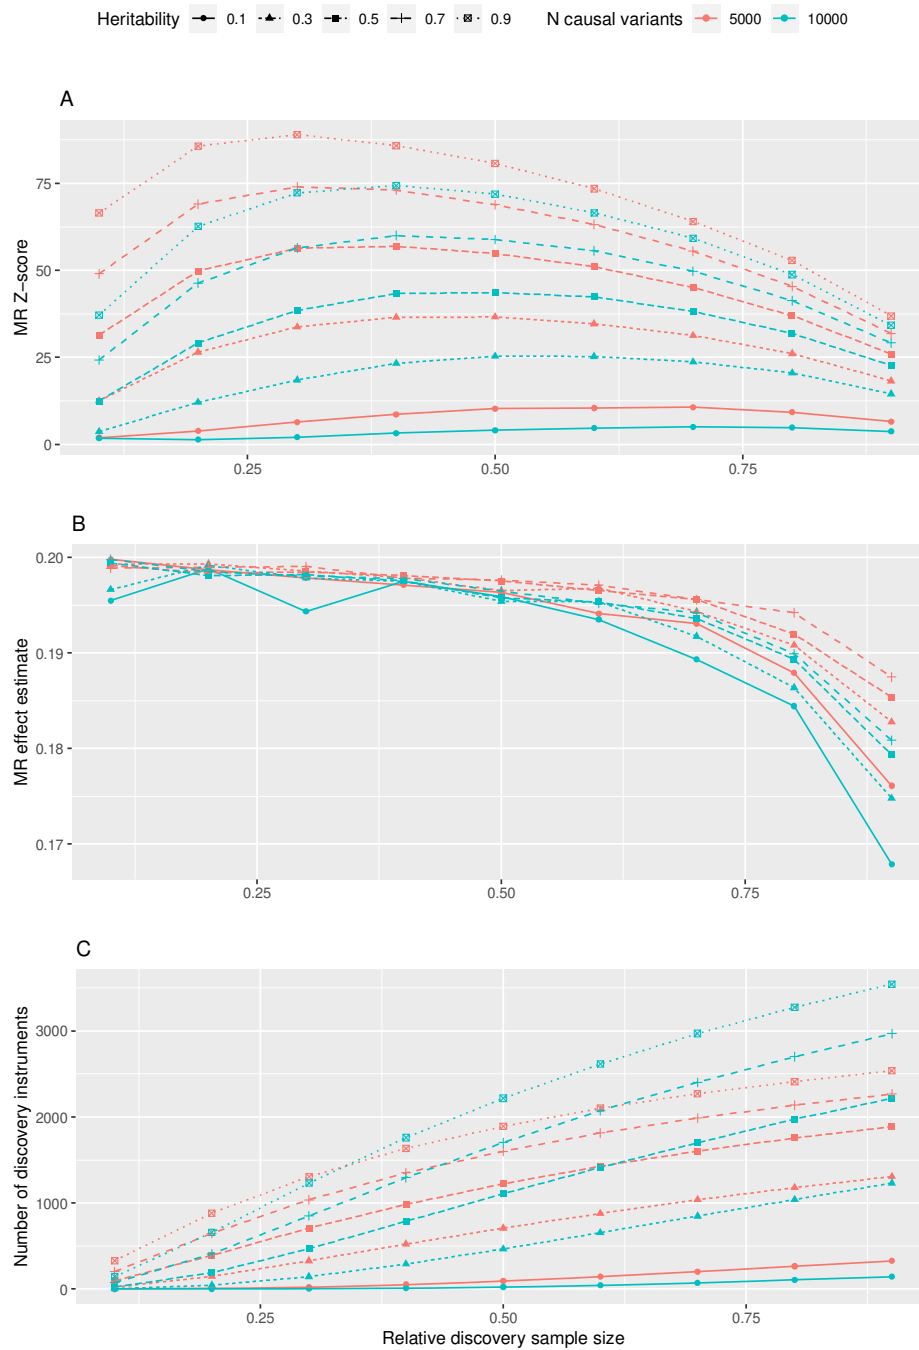 Heritability 0.1 0.3 0.5 0.7 0.9 N causal variants 5000 10000
A
MR Z−score
75
50
25
0
0.25 0.50 0.75
B
MR effect estimate
0.20
0.19
0.18
0.17
0.25 0.50 0.75
C
Number of discovery instruments
3000
2000
1000
0
0.25 0.50 0.75
Relative discovery sample size